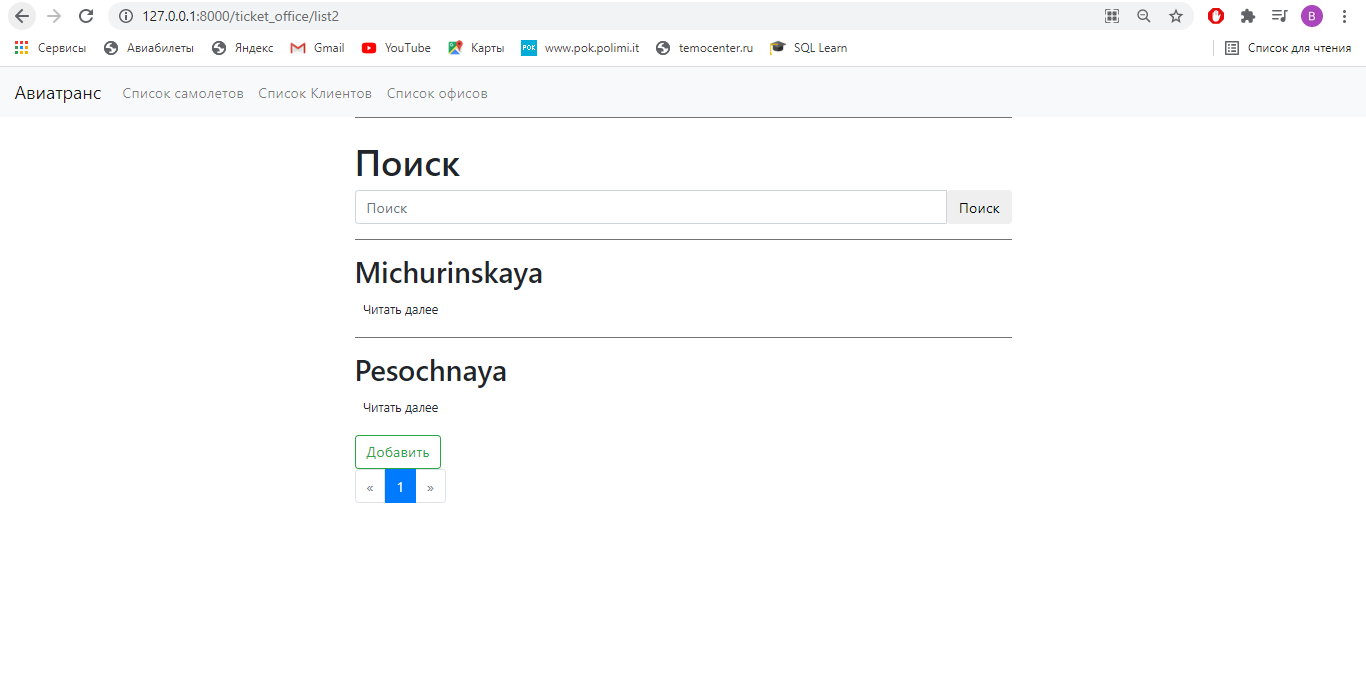 127.0.0.1:8000/ticket_office/list2
B
Сервисы Авиабилеты Яндекс Gmail YouTube Карты POK www.pok.polimi.it temocenter.ru SQL Learn Список для чтения
Авиатранс Список самолетов Список Клиентов Список офисов
Поиск
Поиск Поиск
Michurinskaya
Читать далее
Pesochnaya
Читать далее
Добавить
« 1 »